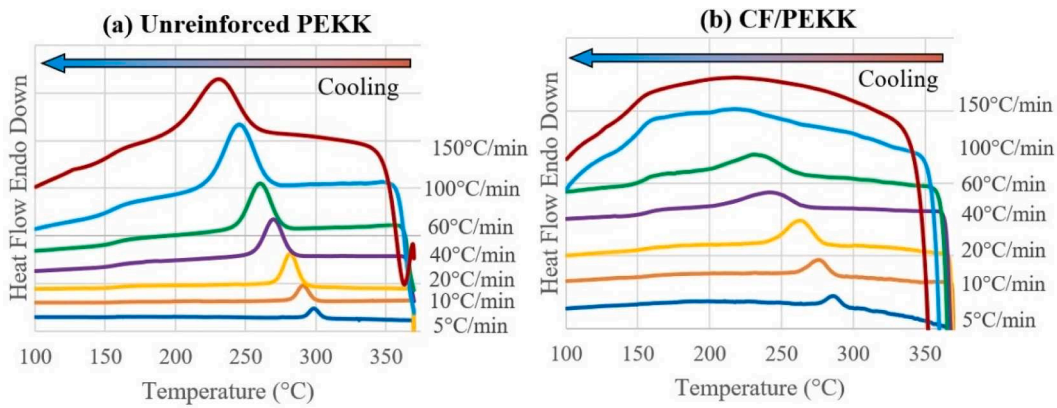 (a) Unreinforced PEKK
Heat Flow Endo Down
Cooling
150°C/min
100°C/min
60°C/min
40°C/min
20°C/min
10°C/min
5°C/min
100 150 200 250 300 350
Temperature (°C)
(b) CF/PEKK
Heat Flow Endo Down
Cooling
150°C/min
100°C/min
60°C/min
40°C/min
20°C/min
10°C/min
5°C/min
100 150 200 250 300 350
Temperature (°C)